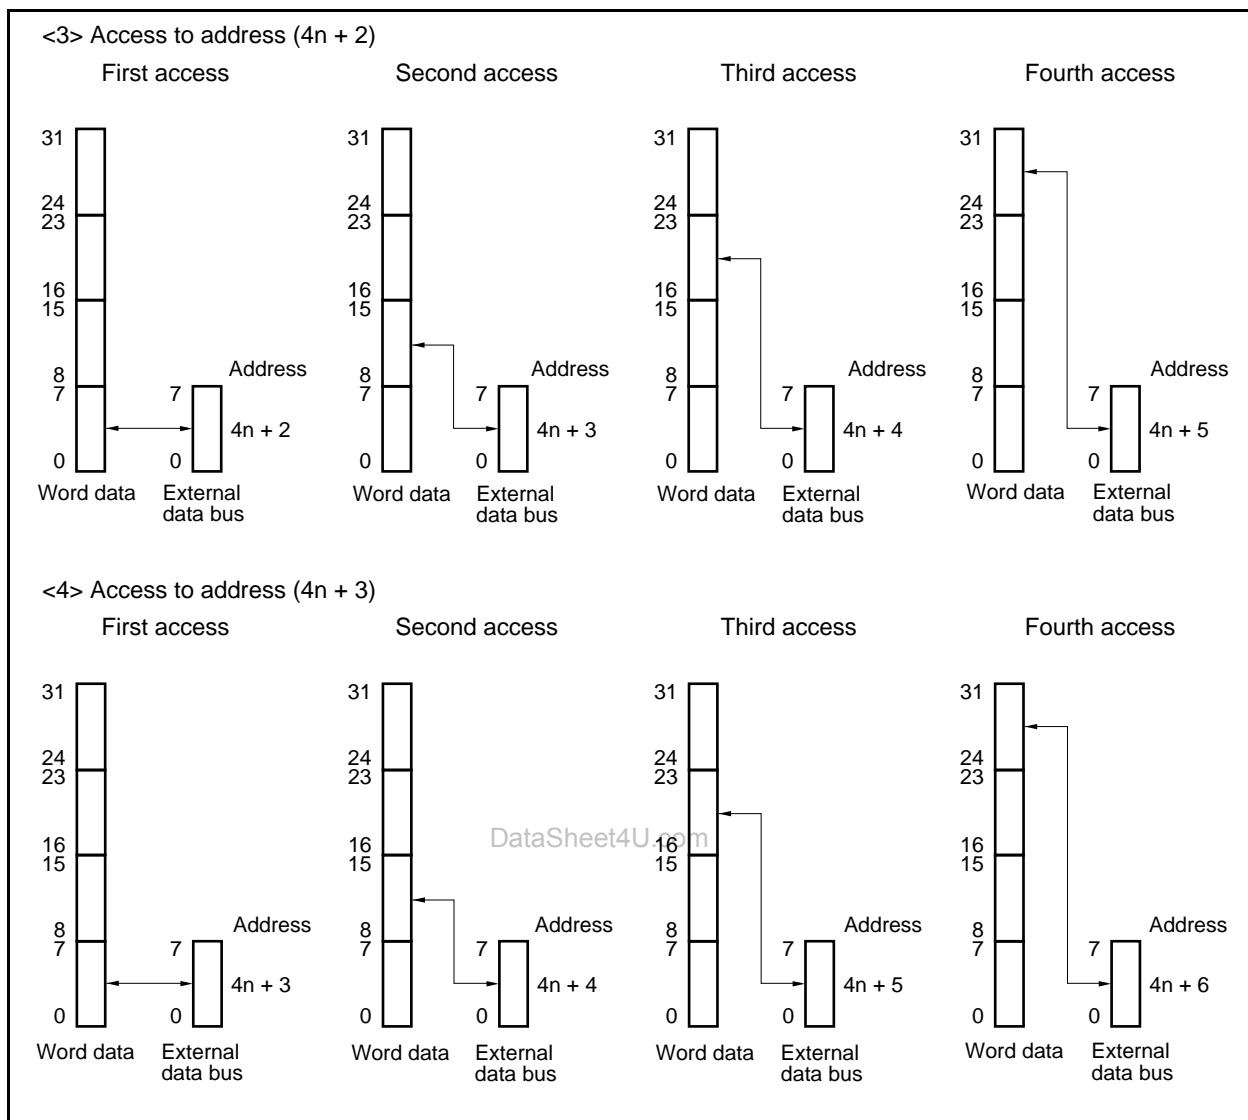 <3> Access to address (4n + 2)
First access
31
24
23
16
15
8
7
0
Word data
Address
7
4n + 2
0
External
data bus
Second access
31
24
23
16
15
8
7
0
Word data
Address
7
4n + 3
0
External
data bus
Third access
31
24
23
16
15
8
7
0
Word data
Address
7
4n + 4
0
External
data bus
Fourth access
31
24
23
16
15
8
7
0
Word data
Address
7
4n + 5
0
External
data bus
<4> Access to address (4n + 3)
First access
31
24
23
16
15
8
7
0
Word data
Address
7
4n + 3
0
External
data bus
Second access
31
24
23
16
15
8
7
0
Word data
Address
7
4n + 4
0
External
data bus
DataSheet4U.com
Third access
31
24
23
16
15
8
7
0
Word data
Address
7
4n + 5
0
External
data bus
Fourth access
31
24
23
16
15
8
7
0
Word data
Address
7
4n + 6
0
External
data bus